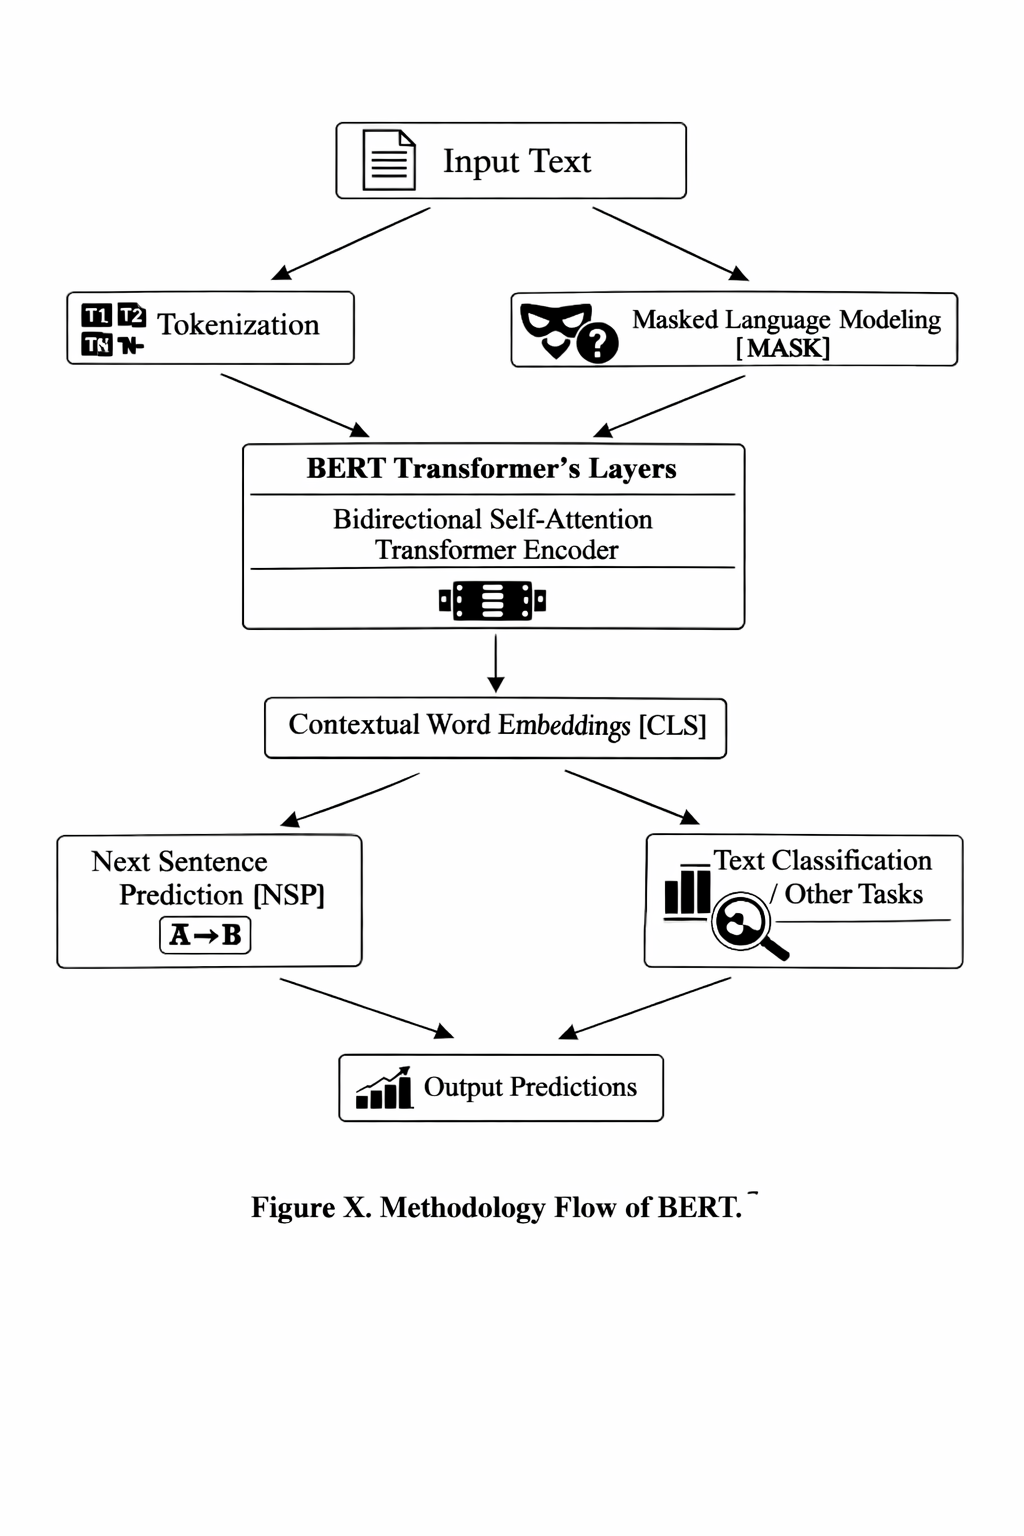 Input Text
T1 T2
TN
Tokenization
Masked Language Modeling
[MASK]
?
BERT Transformer's Layers
Bidirectional Self-Attention
Transformer Encoder
Contextual Word Embeddings [CLS]
Next Sentence
Prediction [NSP]
A→B
Text Classification
/ Other Tasks
Output Predictions
Figure X. Methodology Flow of BERT.